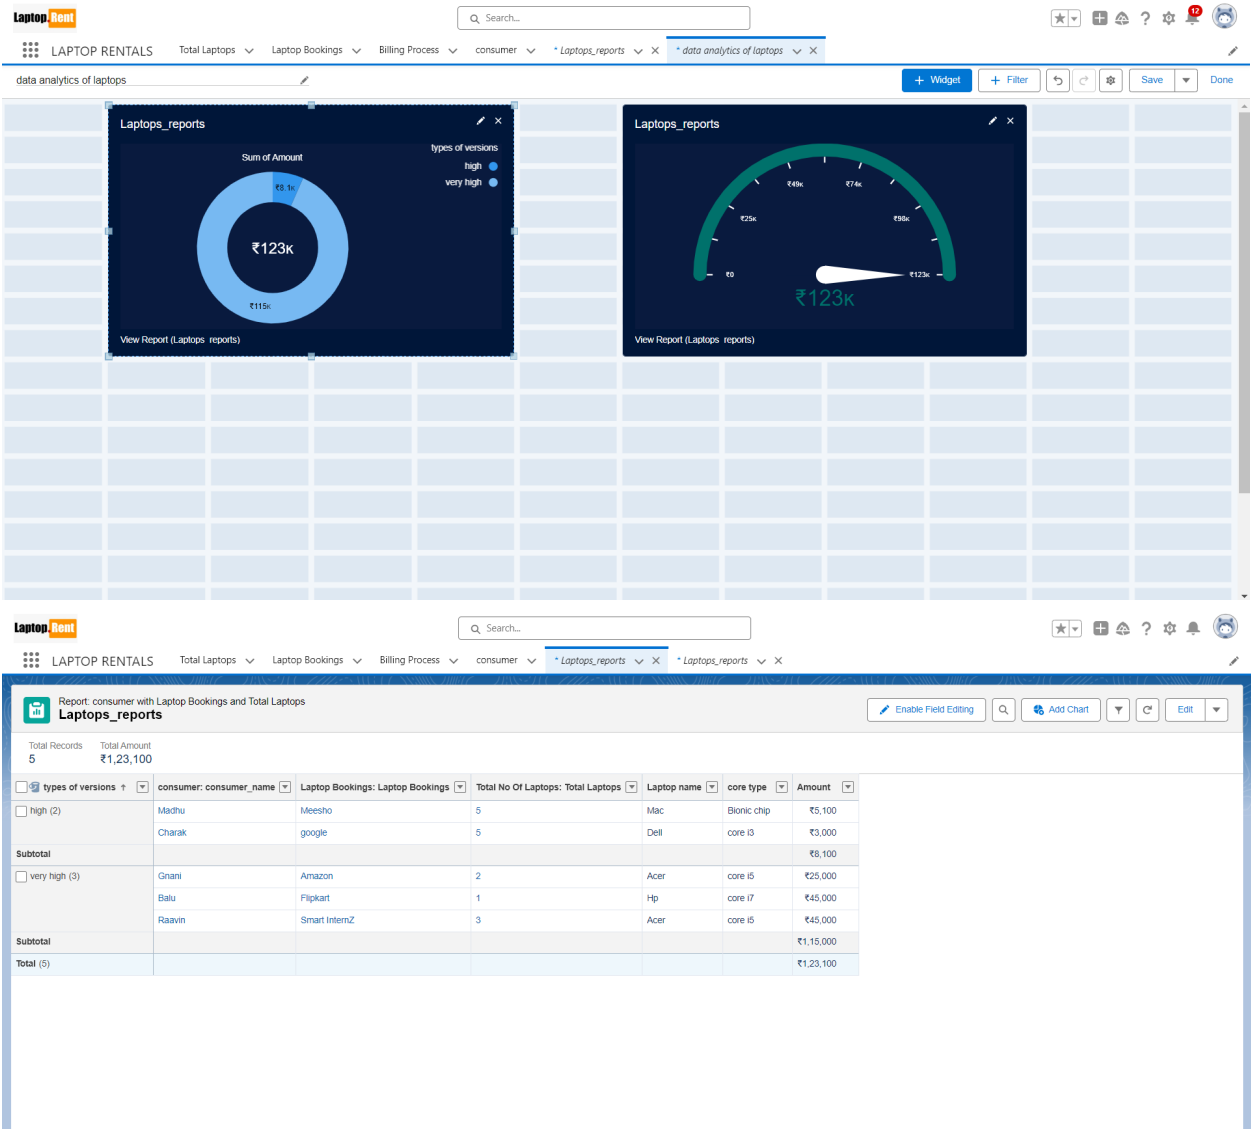 Laptop.Rent
Search...
12
LAPTOP RENTALS Total Laptops Laptop Bookings Billing Process consumer * Laptops_reports * data analytics of laptops
data analytics of laptops
+ Widget + Filter Save Done
Laptops_reports
Sum of Amount
types of versions
high
very high
₹8.1K
₹123K
₹115K
View Report (Laptops_reports)
Laptops_reports
₹0
₹25K
₹49K
₹74K
₹98K
₹123K
₹123K
View Report (Laptops_reports)
Laptop.Rent
Search...
LAPTOP RENTALS Total Laptops Laptop Bookings Billing Process consumer * Laptops_reports * Laptops_reports
Report: consumer with Laptop Bookings and Total Laptops
Laptops_reports
Enable Field Editing Add Chart Edit
Total Records Total Amount
5 ₹1,23,100
types of versions ↑ consumer: consumer_name Laptop Bookings: Laptop Bookings Total No Of Laptops: Total Laptops Laptop name core type Amount
high (2) Madhu Meesho 5 Mac Bionic chip ₹5,100
Charak google 5 Dell core i3 ₹3,000
Subtotal ₹8,100
very high (3) Gnani Amazon 2 Acer core i5 ₹25,000
Balu Flipkart 1 Hp core i7 ₹45,000
Raavin Smart InternZ 3 Acer core i5 ₹45,000
Subtotal ₹1,15,000
Total (5) ₹1,23,100